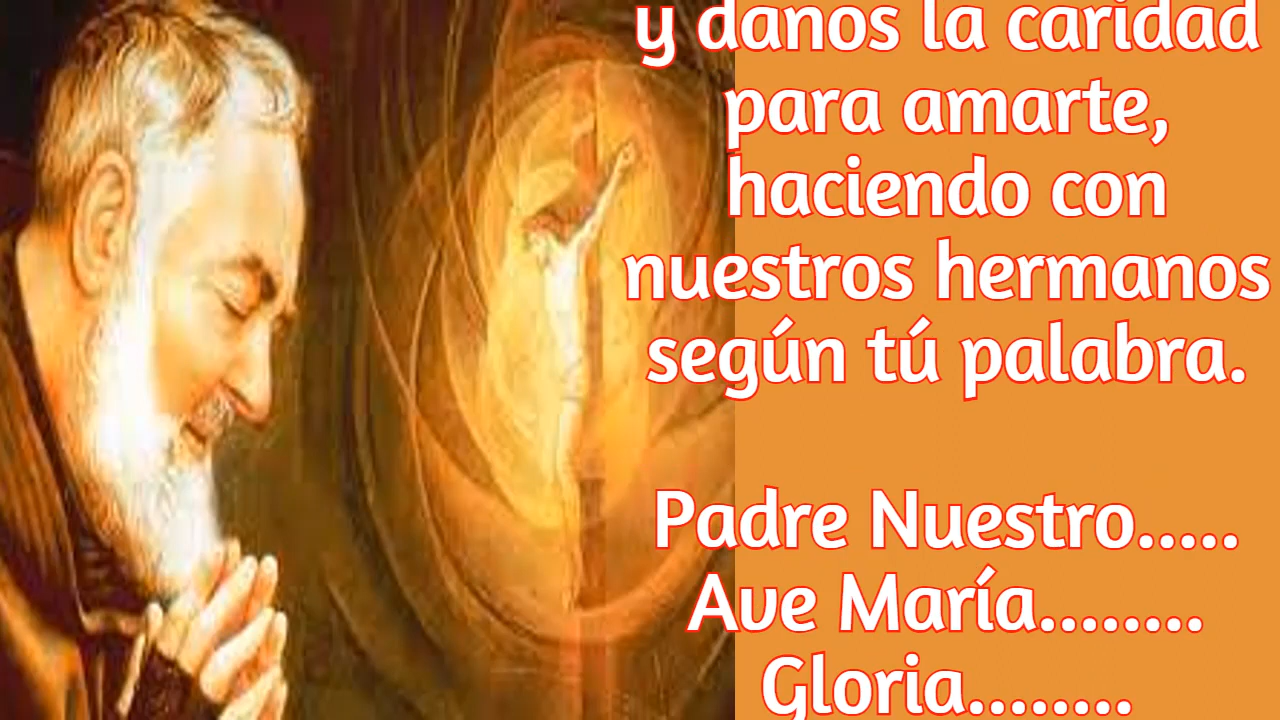 y danos la caridad
para amarte,
haciendo con
nuestros hermanos
según tú palabra.
Padre Nuestro.....
Ave María........
Gloria........